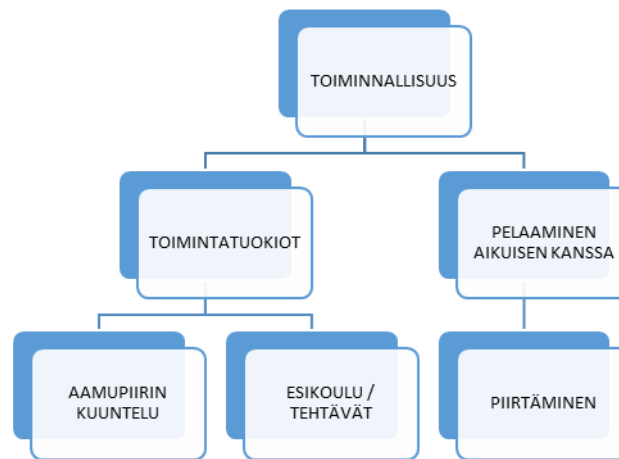 TOIMINNALLISUUS
TOIMINTATUOKIOT
PELAAMINEN
AIKUISEN KANSSA
AAMUPIIRIN
KUUNTELU
ESIKOULU /
TEHTÄVÄT
PIIRTÄMINEN